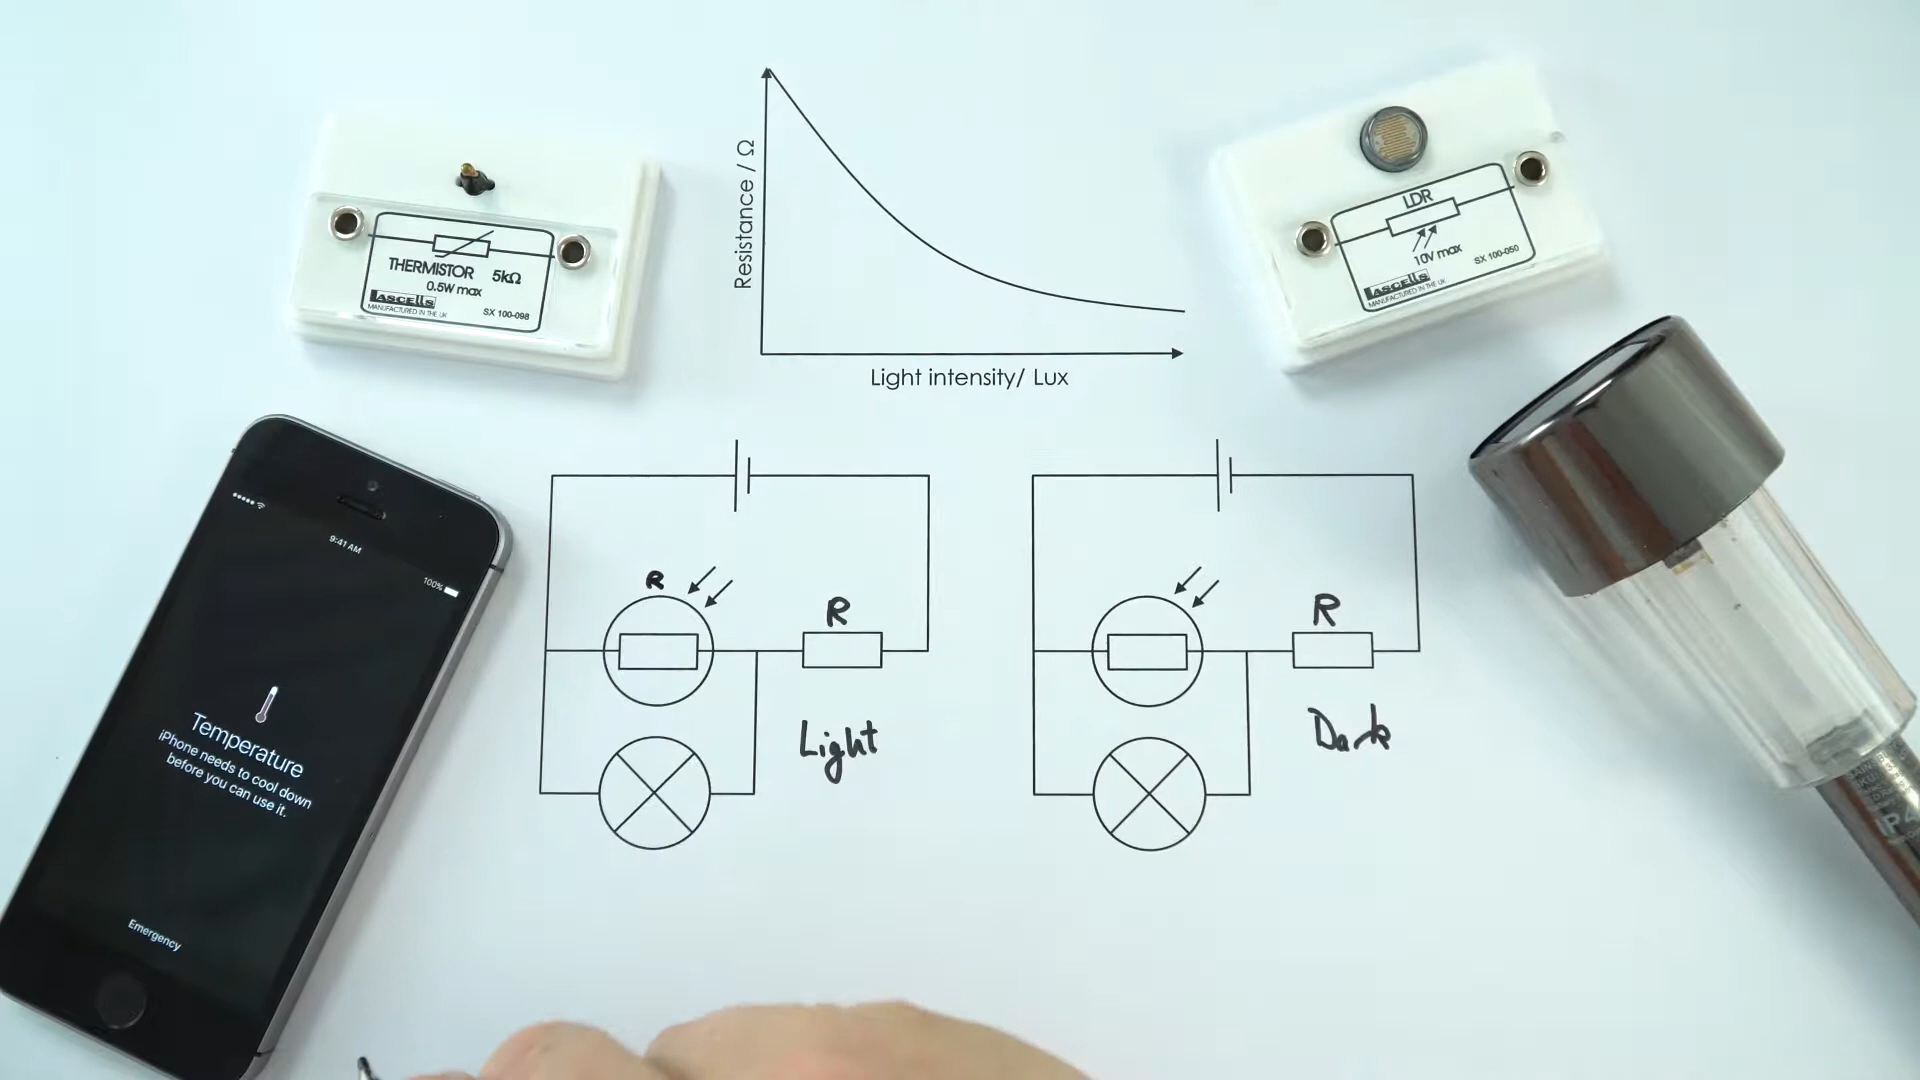 Resistance / Ω
Light intensity/ Lux
THERMISTOR 5kΩ
0.5W max
Lascells
MANUFACTURED IN THE UK
SX 100-098
LDR
10V max
SX 100-050
Lascells
MANUFACTURED IN THE UK
9:41 AM
100%
Temperature
iPhone needs to cool down
before you can use it.
Emergency
R
R
Light
R
Dark